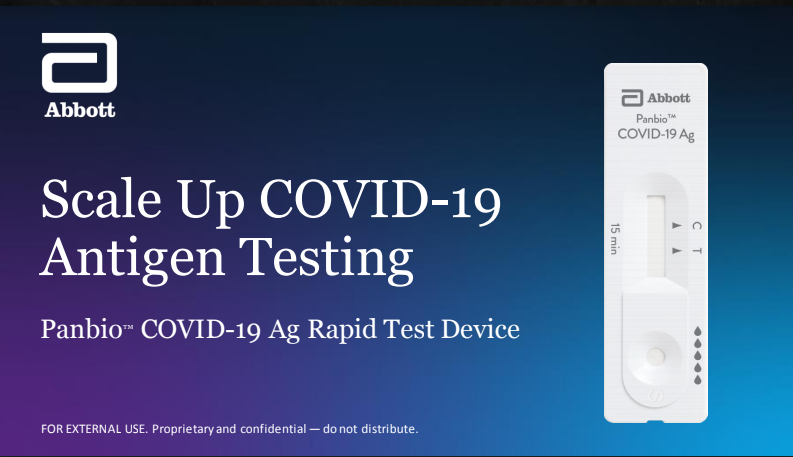 Abbott
Scale Up COVID-19
Antigen Testing
Panbio™ COVID-19 Ag Rapid Test Device
FOR EXTERNAL USE. Proprietary and confidential — do not distribute.
Abbott
Panbio™
COVID-19 Ag
C
T
15 min